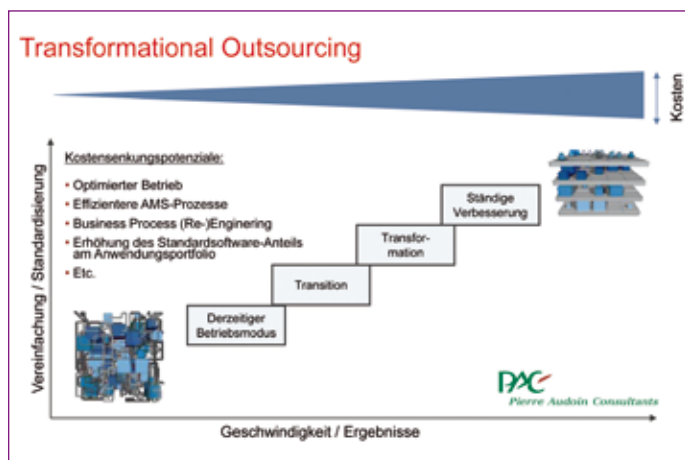 Transformational Outsourcing
Kosten
Vereinfachung / Standardisierung
Kostensenkungspotenziale:
• Optimierter Betrieb
• Effizientere AMS-Prozesse
• Business Process (Re-)Enginering
• Erhöhung des Standardsoftware-Anteils
am Anwendungsportfolio
• Etc.
Ständige
Verbesserung
Transfor-
mation
Transition
Derzeitiger
Betriebsmodus
PAC
Pierre Audoin Consultants
Geschwindigkeit / Ergebnisse